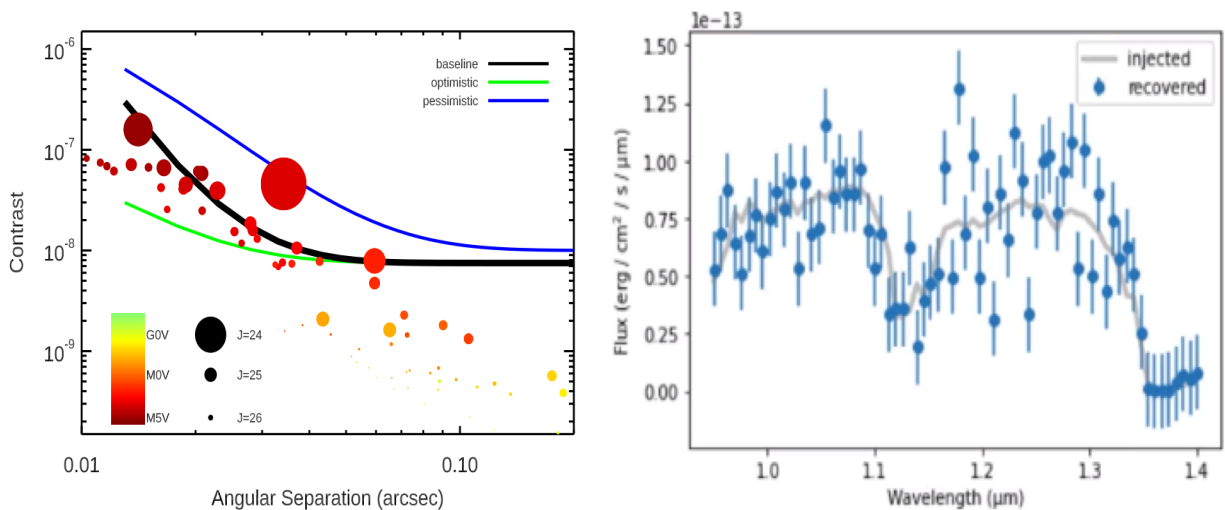 10⁻⁶
10⁻⁷
10⁻⁸
10⁻⁹
Contrast
baseline
optimistic
pessimistic
G0V
M0V
M5V
J=24
J=25
J=26
0.01
0.10
Angular Separation (arcsec)
1e−13
1.50
1.25
1.00
0.75
0.50
0.25
0.00
Flux (erg / cm² / s / μm)
injected
recovered
1.0
1.1
1.2
1.3
1.4
Wavelength (μm)